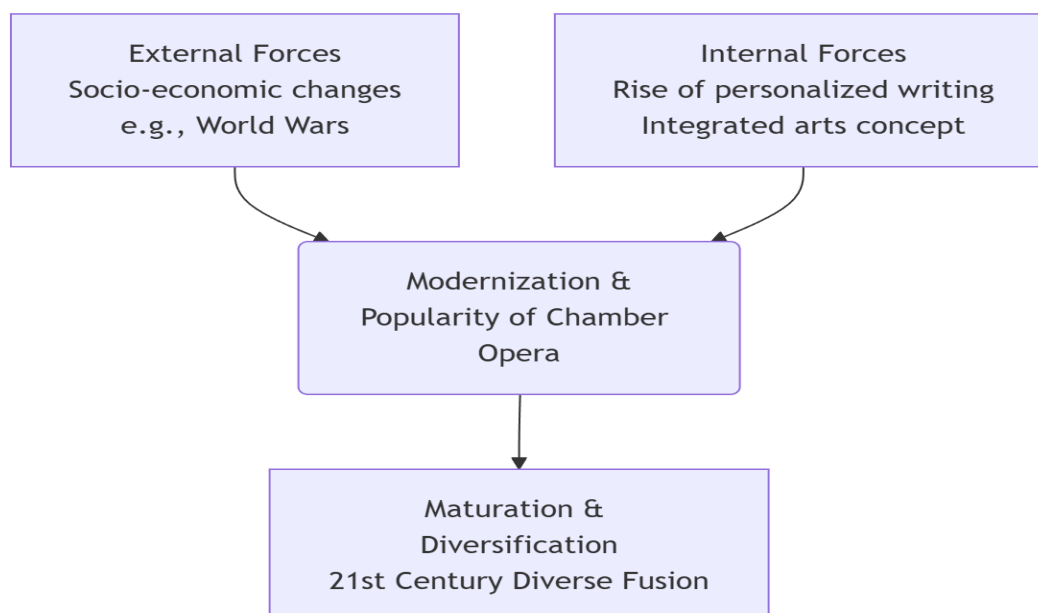 External Forces
Socio-economic changes
e.g., World Wars
Internal Forces
Rise of personalized writing
Integrated arts concept
Modernization &
Popularity of Chamber
Opera
Maturation &
Diversification
21st Century Diverse Fusion